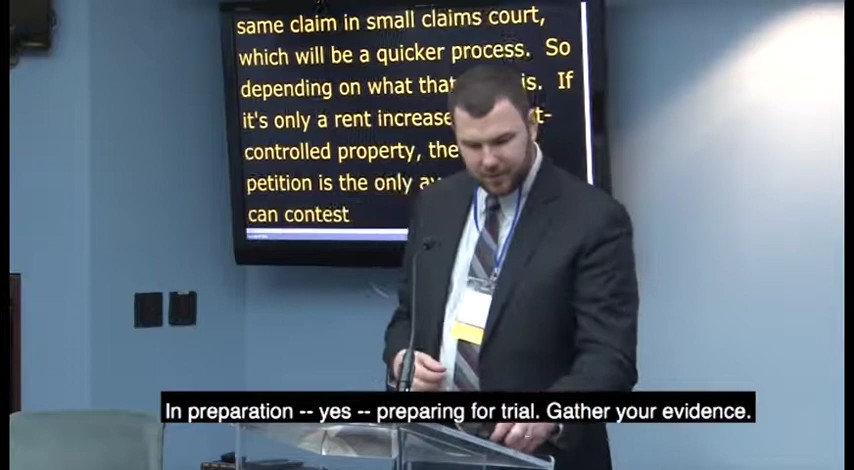 same claim in small claims court,
which will be a quicker process. So
depending on what that is. If
it's only a rent increase t-
controlled property, the
petition is the only av
can contest
In preparation -- yes -- preparing for trial. Gather your evidence.